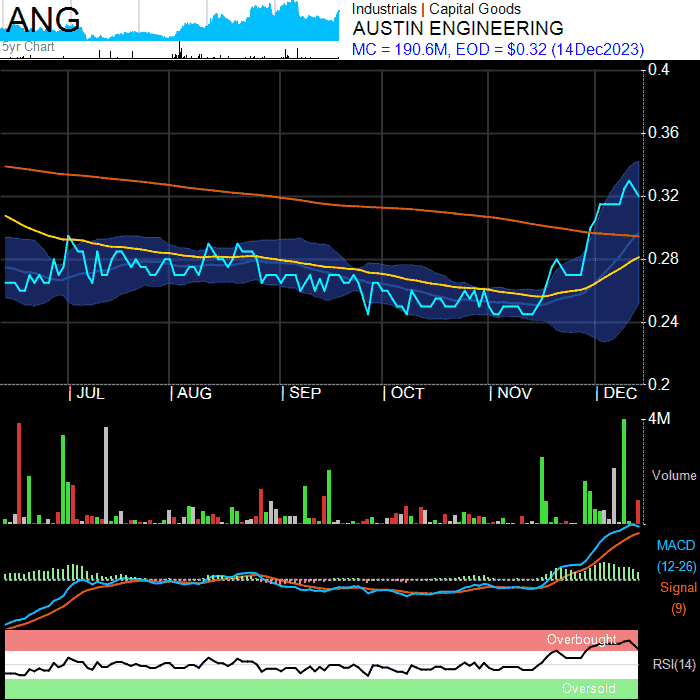 ANG
5yr Chart
Industrials | Capital Goods
AUSTIN ENGINEERING
MC = 190.6M, EOD = $0.32 (14Dec2023)
0.4
0.36
0.32
0.28
0.24
0.2
JUL AUG SEP OCT NOV DEC
4M
Volume
MACD
(12-26)
Signal
(9)
Overbought
RSI(14)
Oversold